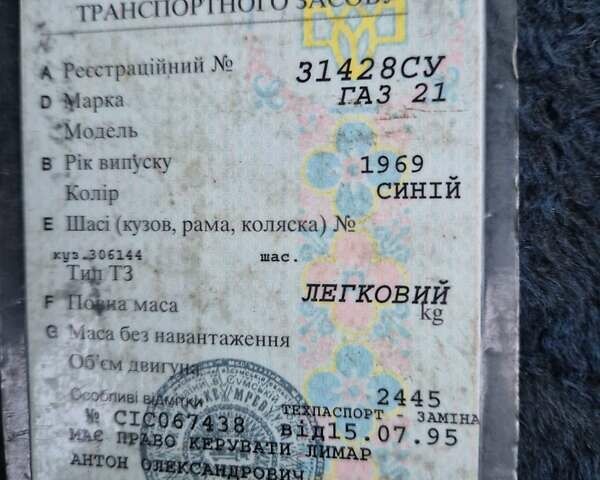 ТРАНСПОРТНОГО ЗАСОБУ
A Реєстраційний № 31428СУ
D Марка ГАЗ 21
Модель
B Рік випуску 1969
Колір СИНІЙ
E Шасі (кузов, рама, коляска) №
куз.306144 шас.
Тип ТЗ ЛЕГКОВИЙ
F Повна маса kg
G Маса без навантаження
Об'єм двигуна 2445
Особливі відмітки ТЕХПАСПОРТ - ЗАМІНА
№ СІС067438 від15.07.95
МАЄ ПРАВО КЕРУВАТИ ЛИМАР
АНТОН ОЛЕКСАНДРОВИЧ